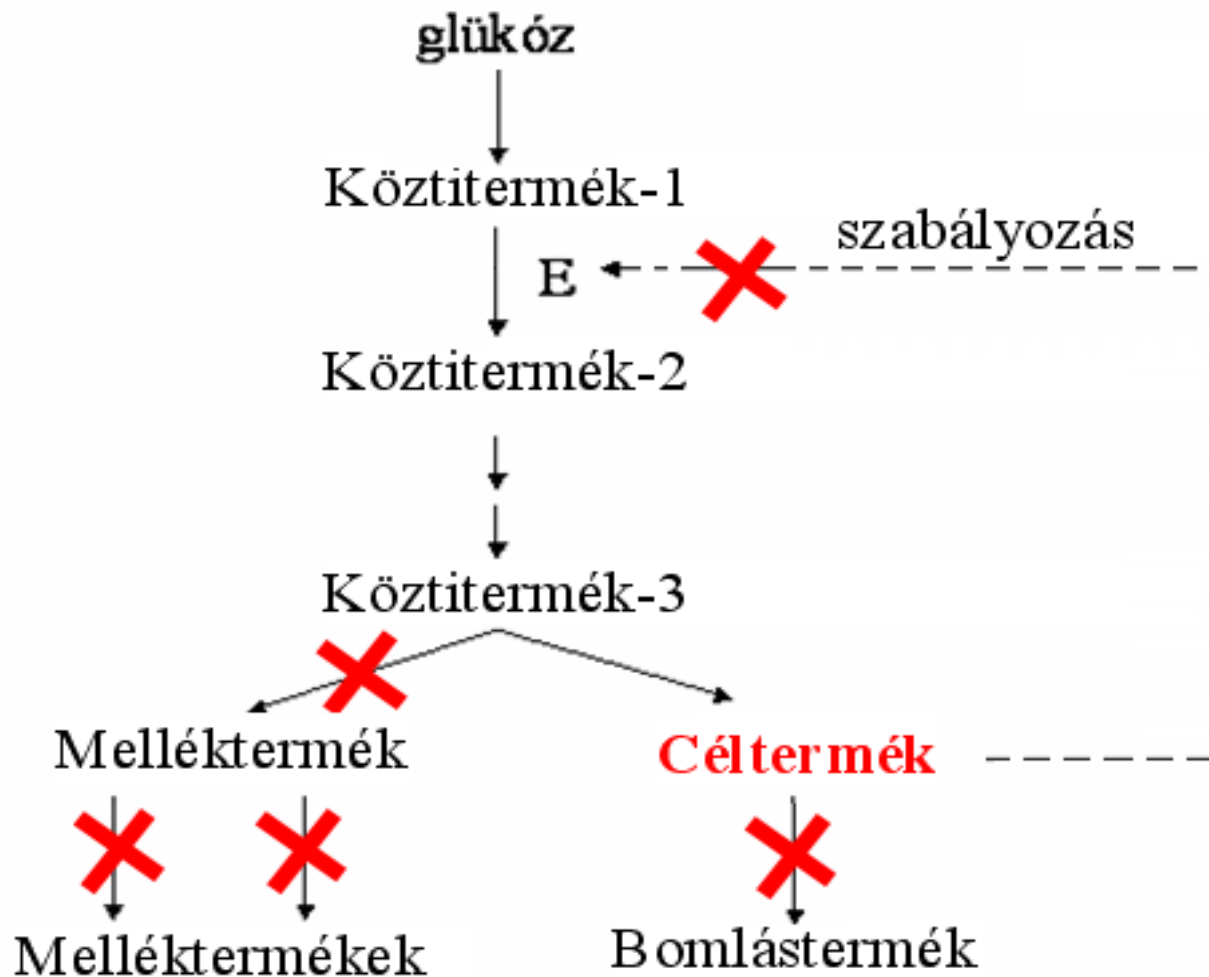 glükóz
Köztitermék-1
szabályozás
E
Köztitermék-2
Köztitermék-3
Melléktermék
Céltermék
Melléktermékek
Bomlástermék